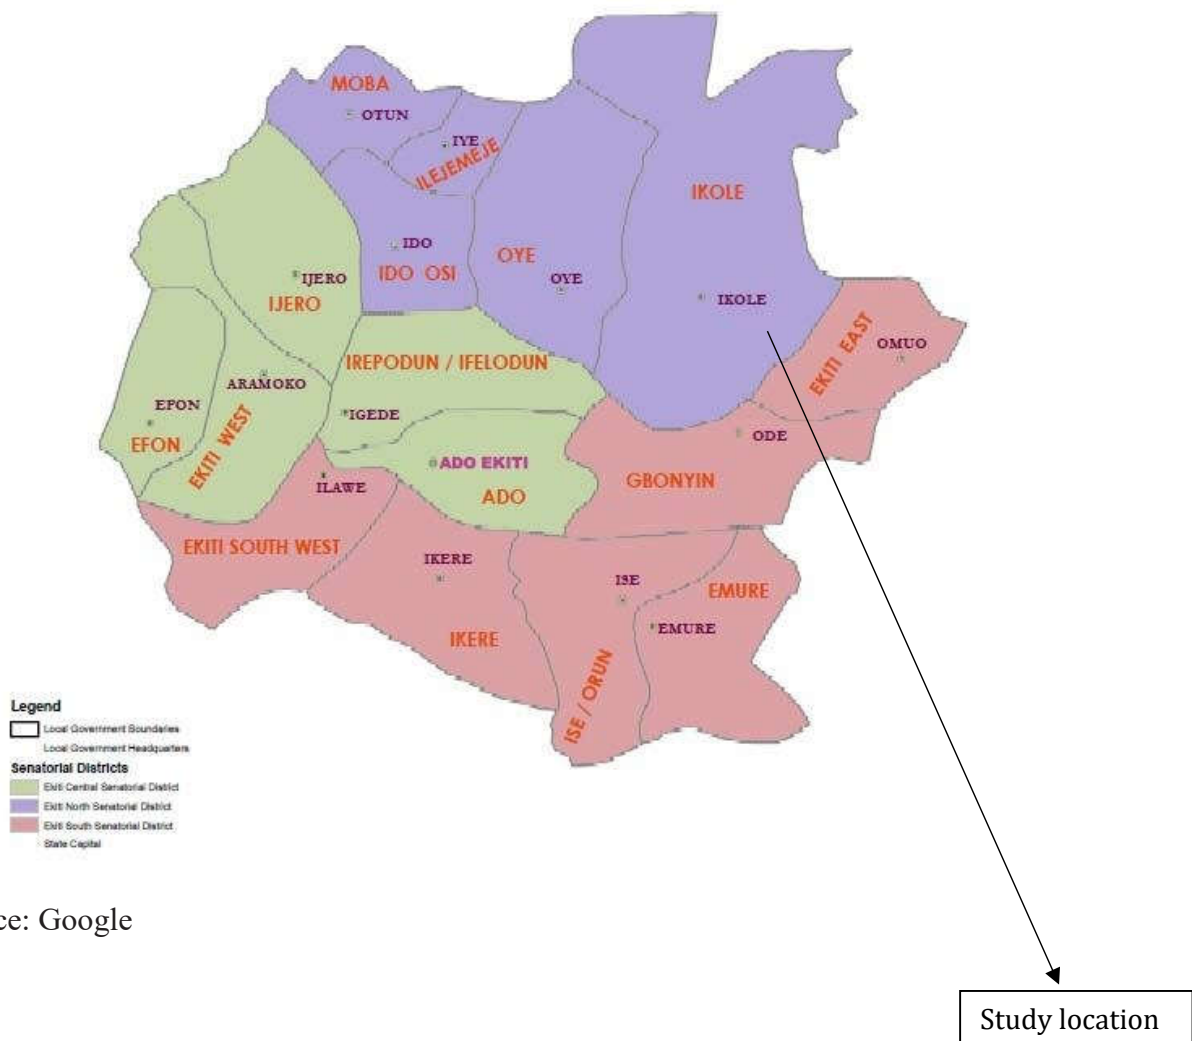 MOBA
OTUN
IYE
ILEJEMEJE
IKOLE
IDO
OYE
IDO OSI
IJERO
OYE
IJERO
IKOLE
EKITI EAST
OMUO
IREPODUN / IFELODUN
ARAMOKO
EFON
IGEDE
EFON
EKITI WEST
ODE
ADO EKITI
GBONYIN
ILAWE
ADO
EKITI SOUTH WEST
IKERE
ISE
EMURE
EMURE
IKERE
ISE / ORUN
Legend
Local Government Boundaries
Local Government Headquarters
Senatorial Districts
Ekiti Central Senatorial District
Ekiti North Senatorial District
Ekiti South Senatorial District
State Capital
ce: Google
Study location